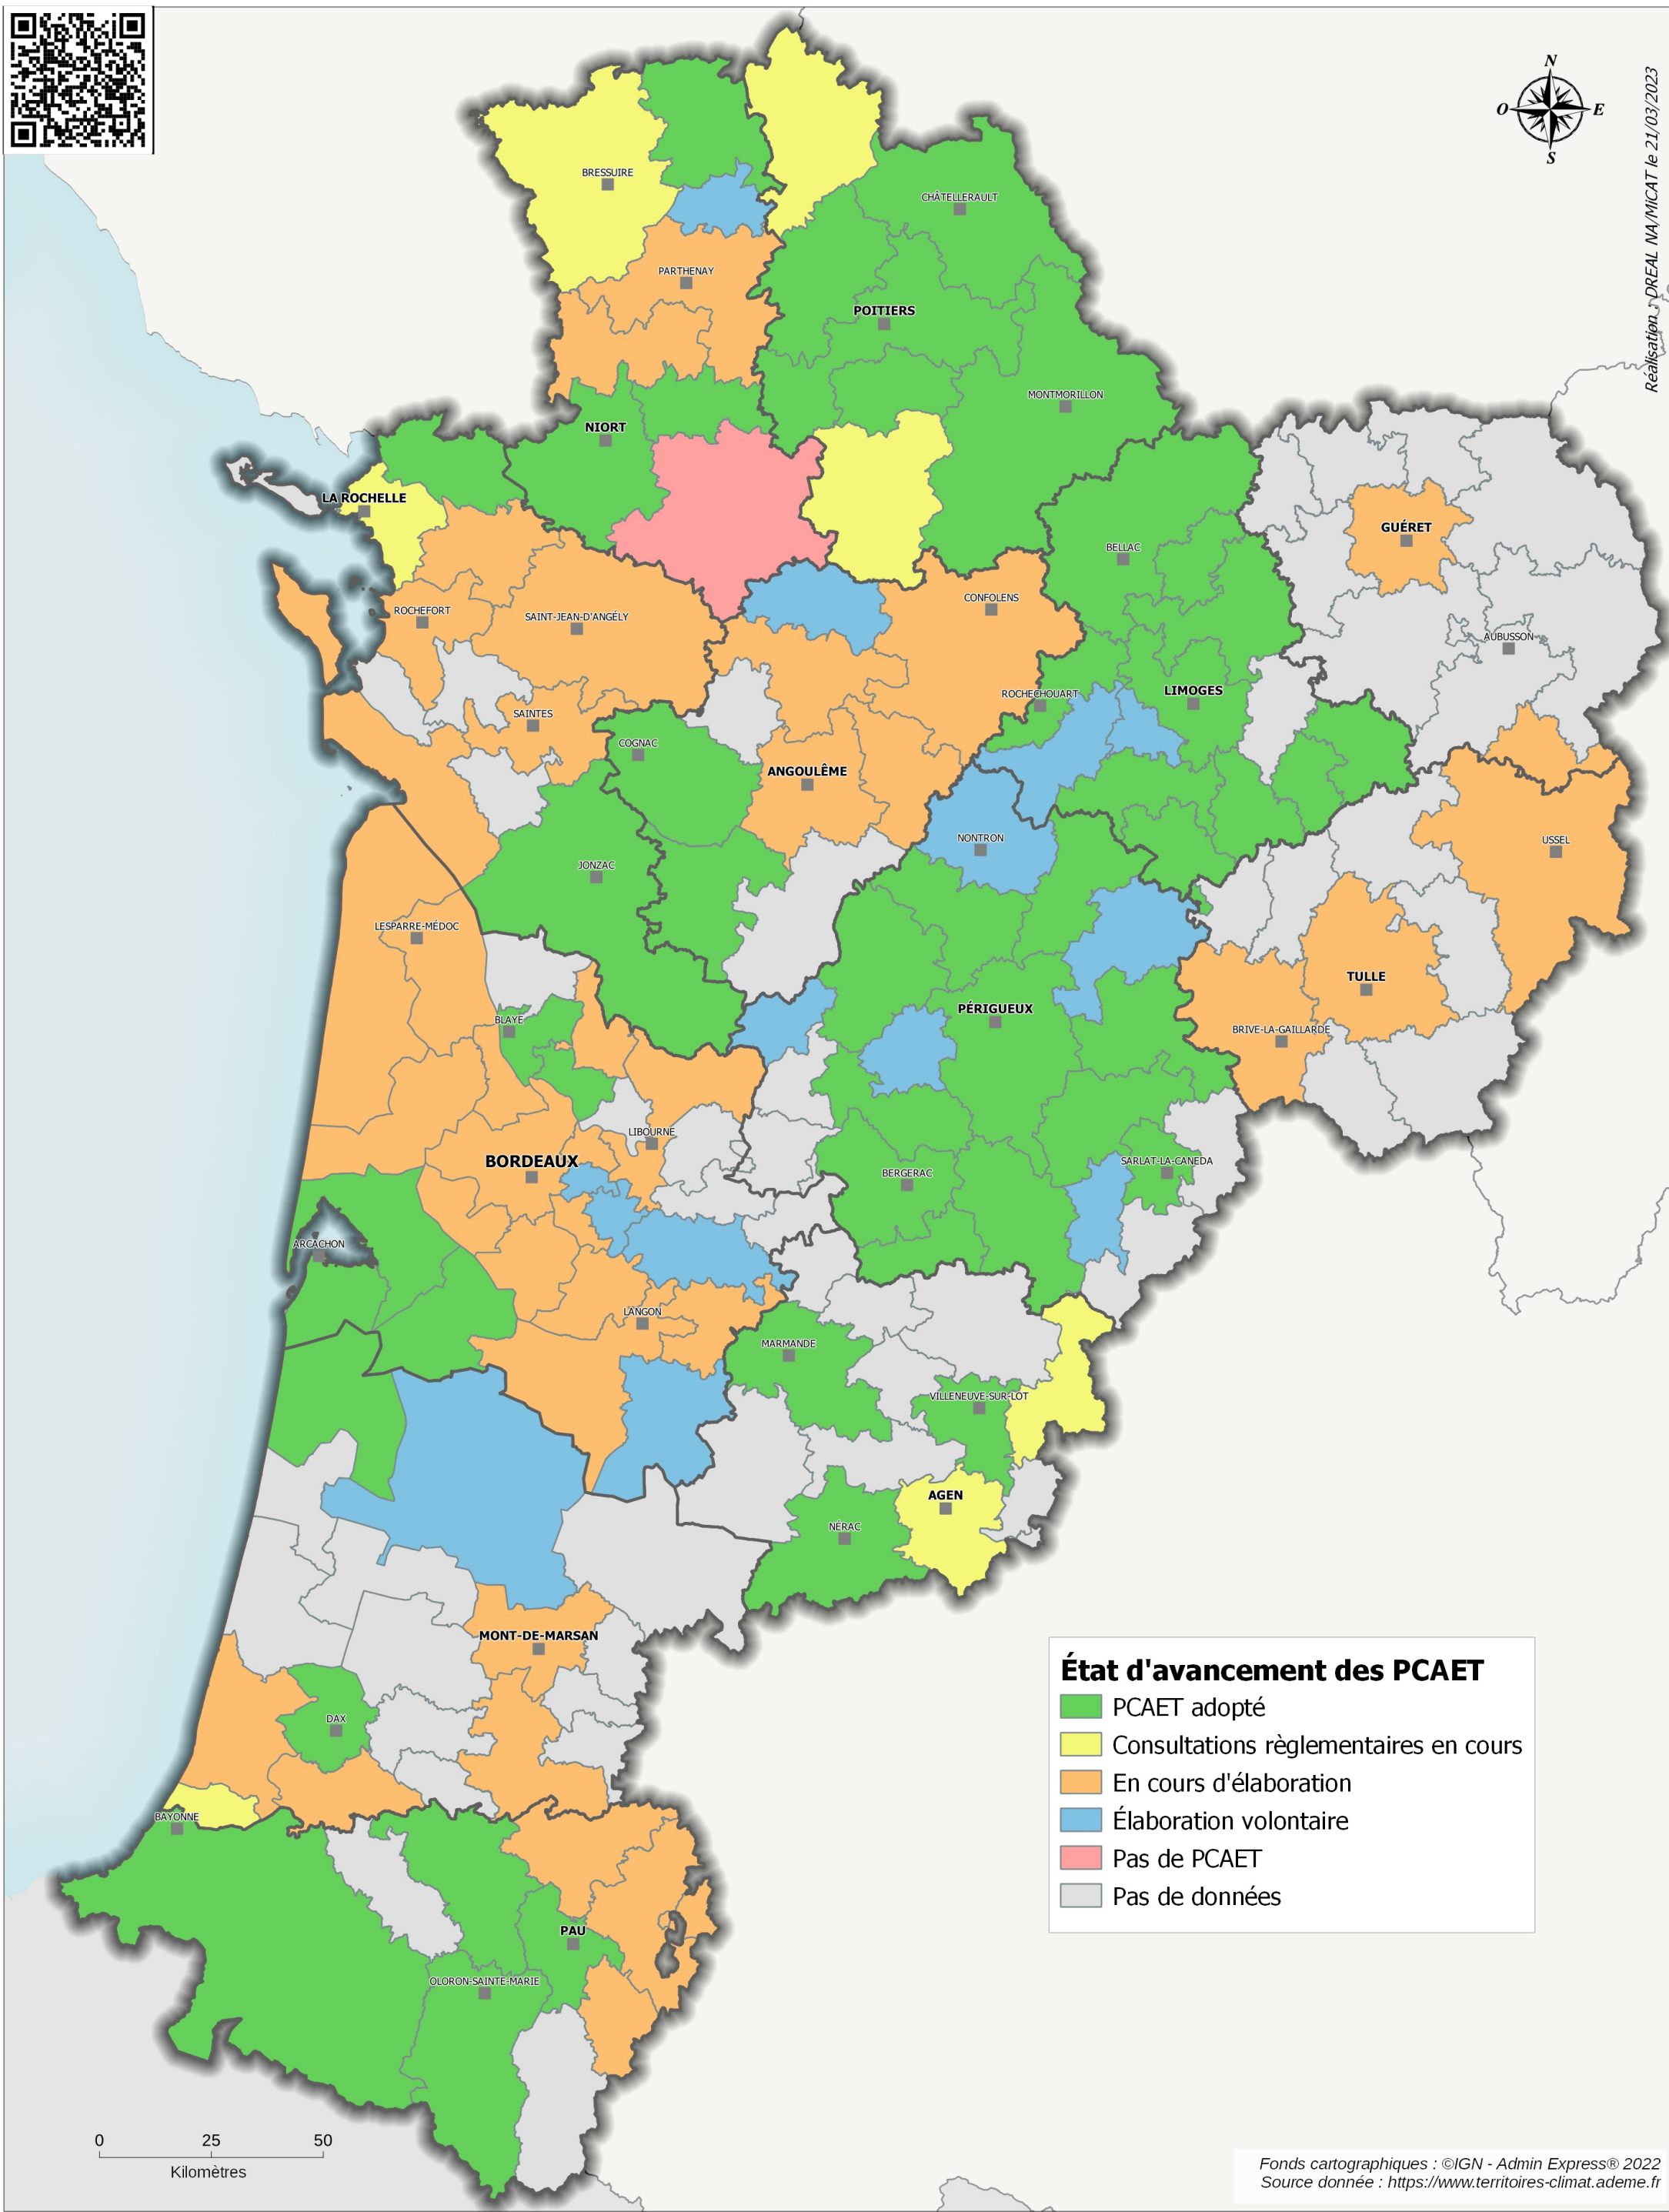 N
O
E
S
Réalisation : DREAL NA/MiCAT le 21/03/2023
BRESSUIRE
CHÂTELLERAULT
PARTHENAY
POITIERS
MONTMORILLON
NIORT
LA ROCHELLE
GUÉRET
BELLAC
CONFOLENS
ROCHEFORT
SAINT-JEAN-D'ANGÉLY
AUBUSSON
ROCHECHOUART
LIMOGES
SAINTES
COGNAC
ANGOULÊME
NONTRON
USSEL
JONZAC
LESPARRE-MÉDOC
TULLE
PÉRIGUEUX
BLAYE
BRIVE-LA-GAILLARDE
LIBOURNE
BORDEAUX
SARLAT-LA-CANEDA
BERGERAC
ARCACHON
LANGON
MARMANDE
VILLENEUVE-SUR-LOT
AGEN
NÉRAC
MONT-DE-MARSAN
DAX
BAYONNE
PAU
OLORON-SAINTE-MARIE
État d'avancement des PCAET
PCAET adopté
Consultations règlementaires en cours
En cours d'élaboration
Élaboration volontaire
Pas de PCAET
Pas de données
0 25 50
Kilomètres
Fonds cartographiques : ©IGN - Admin Express® 2022
Source donnée : https://www.territoires-climat.ademe.fr